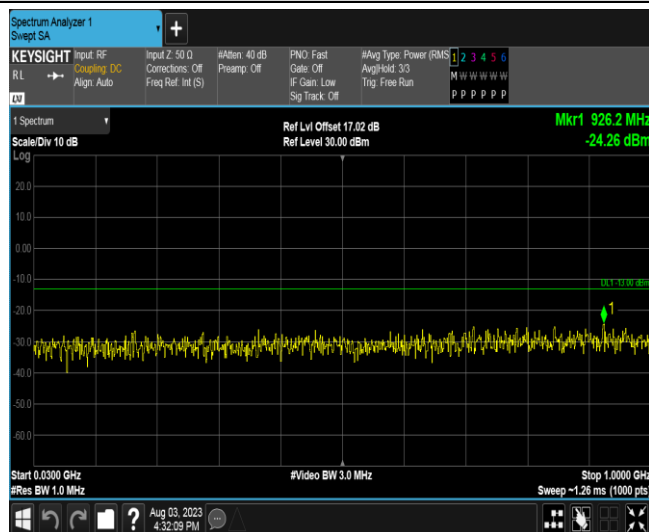 Spectrum Analyzer 1
Swept SA
+
KEYSIGHT Input: RF Input Z: 50 Ω #Atten: 40 dB PNO: Fast #Avg Type: Power (RMS 1 2 3 4 5 6
RL Coupling: DC Corrections: Off Preamp: Off Gate: Off Avg|Hold: 3/3 M W W W W W
Align: Auto Freq Ref: Int (S) IF Gain: Low Trig: Free Run
LXI Sig Track: Off P P P P P P
1 Spectrum Ref Lvl Offset 17.02 dB Mkr1 926.2 MHz
Scale/Div 10 dB Ref Level 30.00 dBm -24.26 dBm
Log
20.0
10.0
0.00
-10.0 DL1 -13.00 dBm
-20.0
1
-30.0
-40.0
-50.0
-60.0
Start 0.0300 GHz #Video BW 3.0 MHz Stop 1.0000 GHz
#Res BW 1.0 MHz Sweep ~1.26 ms (1000 pts)
? Aug 03, 2023
4:32:09 PM